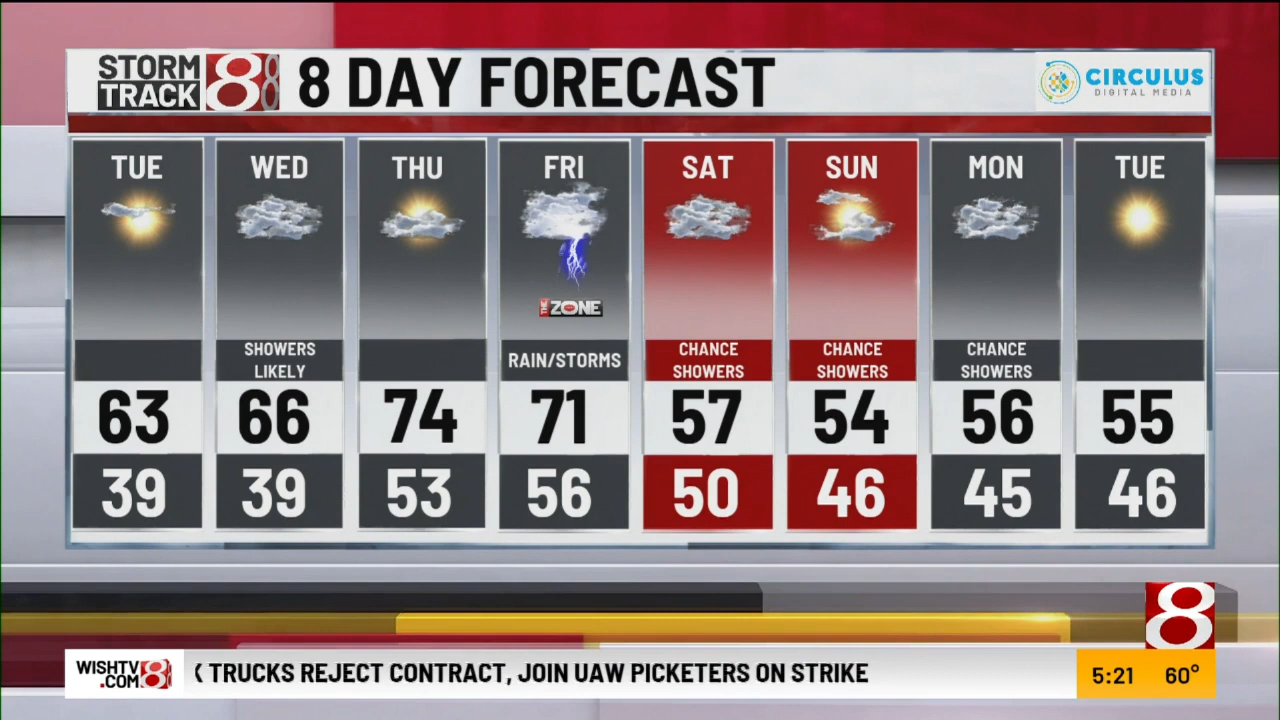 STORM
TRACK 8 8 DAY FORECAST
CIRCULUS
DIGITAL MEDIA
TUE WED THU FRI SAT SUN MON TUE
THE ZONE
SHOWERS LIKELY RAIN/STORMS CHANCE SHOWERS CHANCE SHOWERS CHANCE SHOWERS
63 66 74 71 57 54 56 55
39 39 53 56 50 46 45 46
8
WISHTV
.COM 8
TRUCKS REJECT CONTRACT, JOIN UAW PICKETERS ON STRIKE
5:21 60°